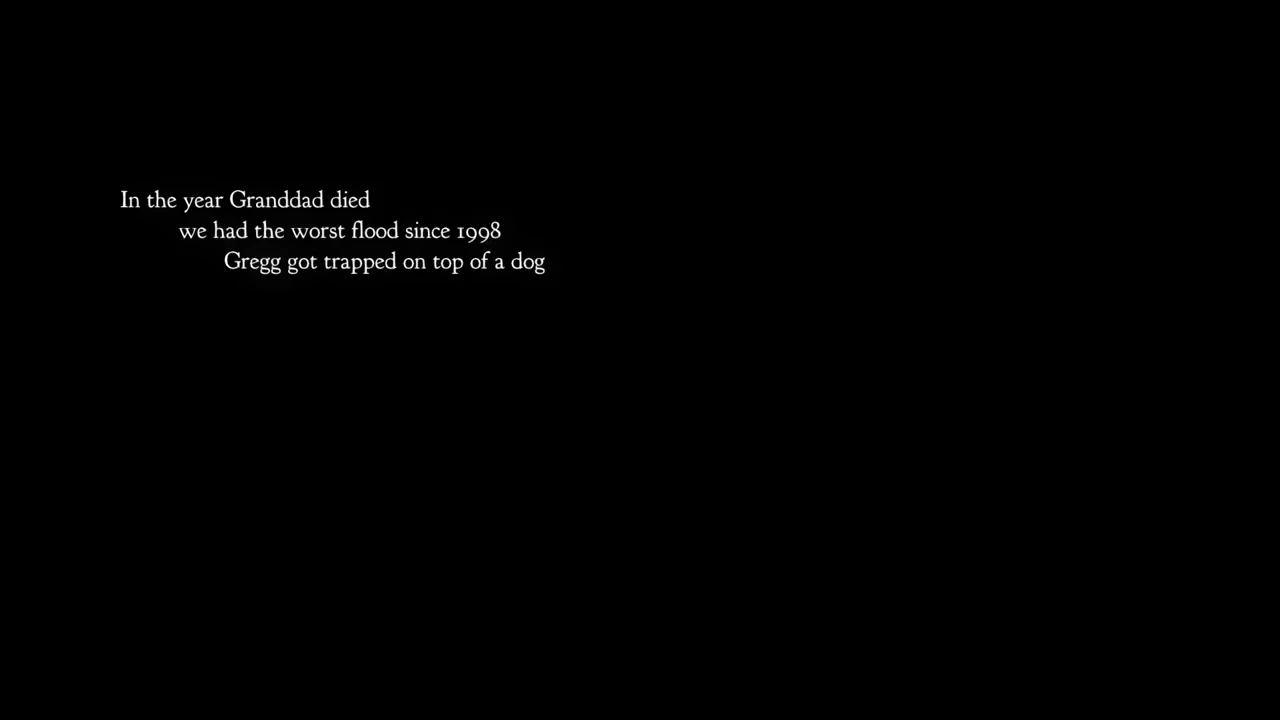 In the year Granddad died
we had the worst flood since 1998
Gregg got trapped on top of a dog